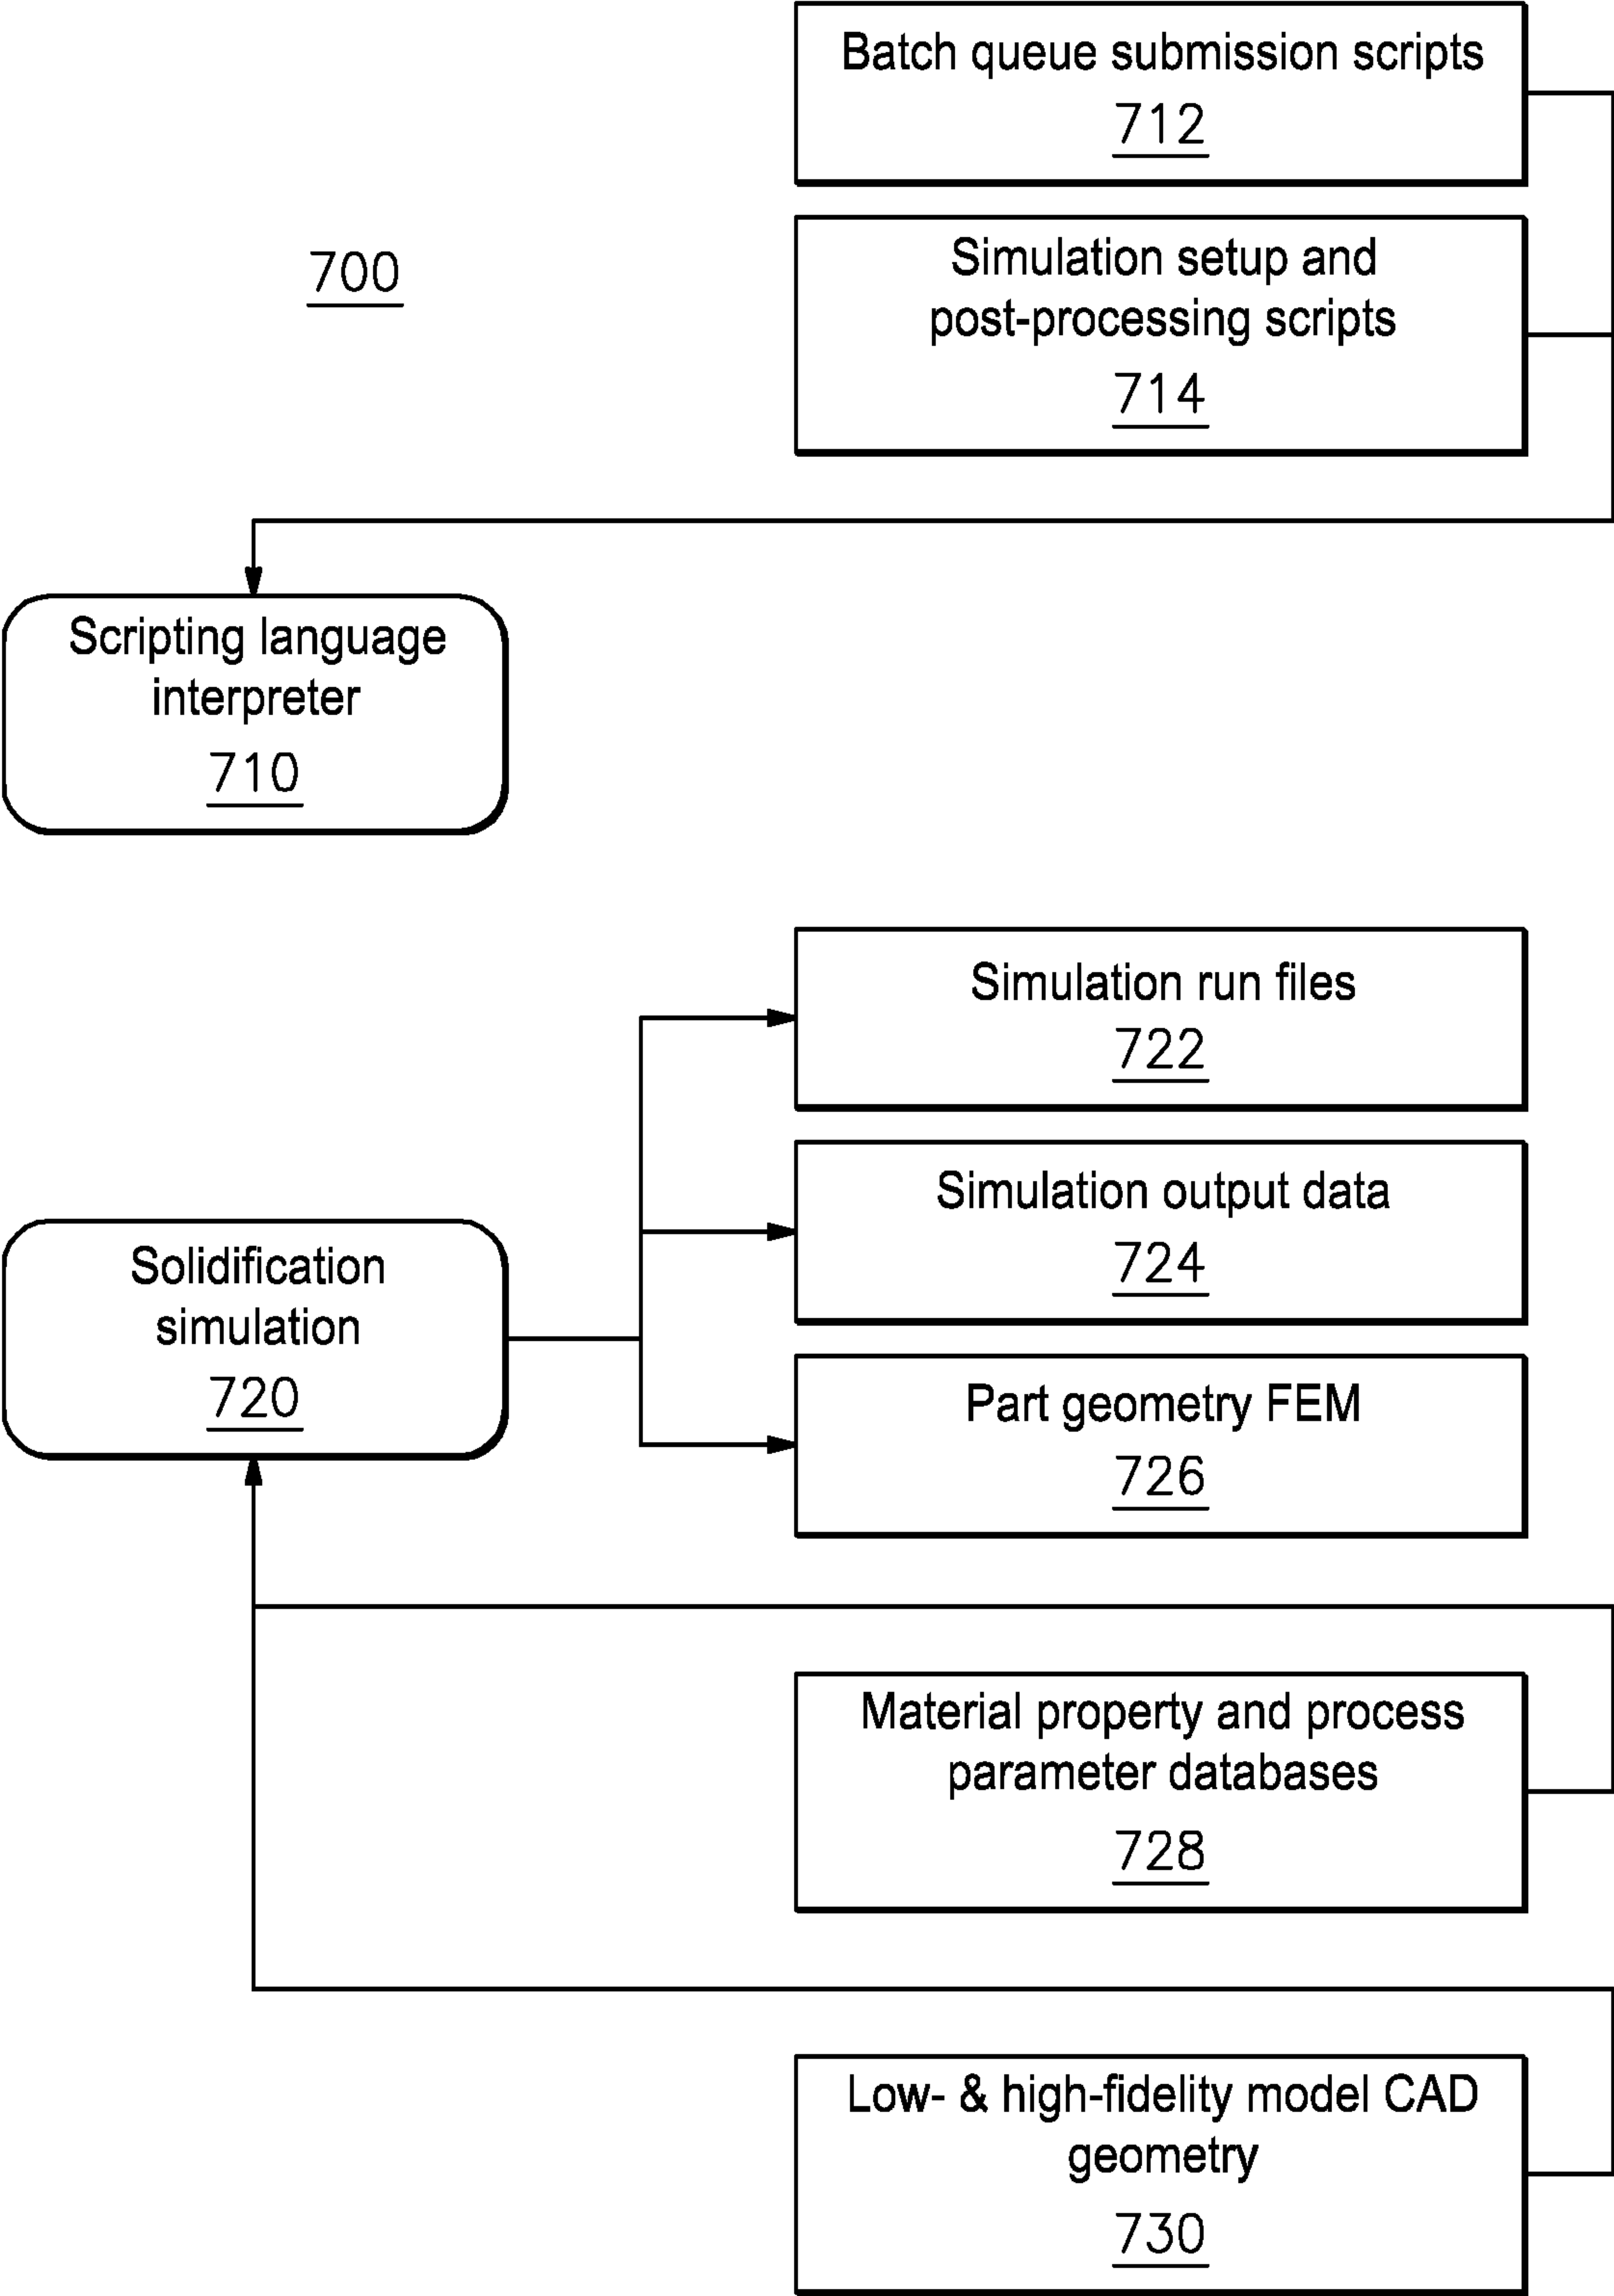 Batch queue submission scripts
712
700
Simulation setup and
post-processing scripts
714
Scripting language
interpreter
710
Simulation run files
722
Simulation output data
724
Solidification
simulation
720
Part geometry FEM
726
Material property and process
parameter databases
728
Low- & high-fidelity model CAD
geometry
730